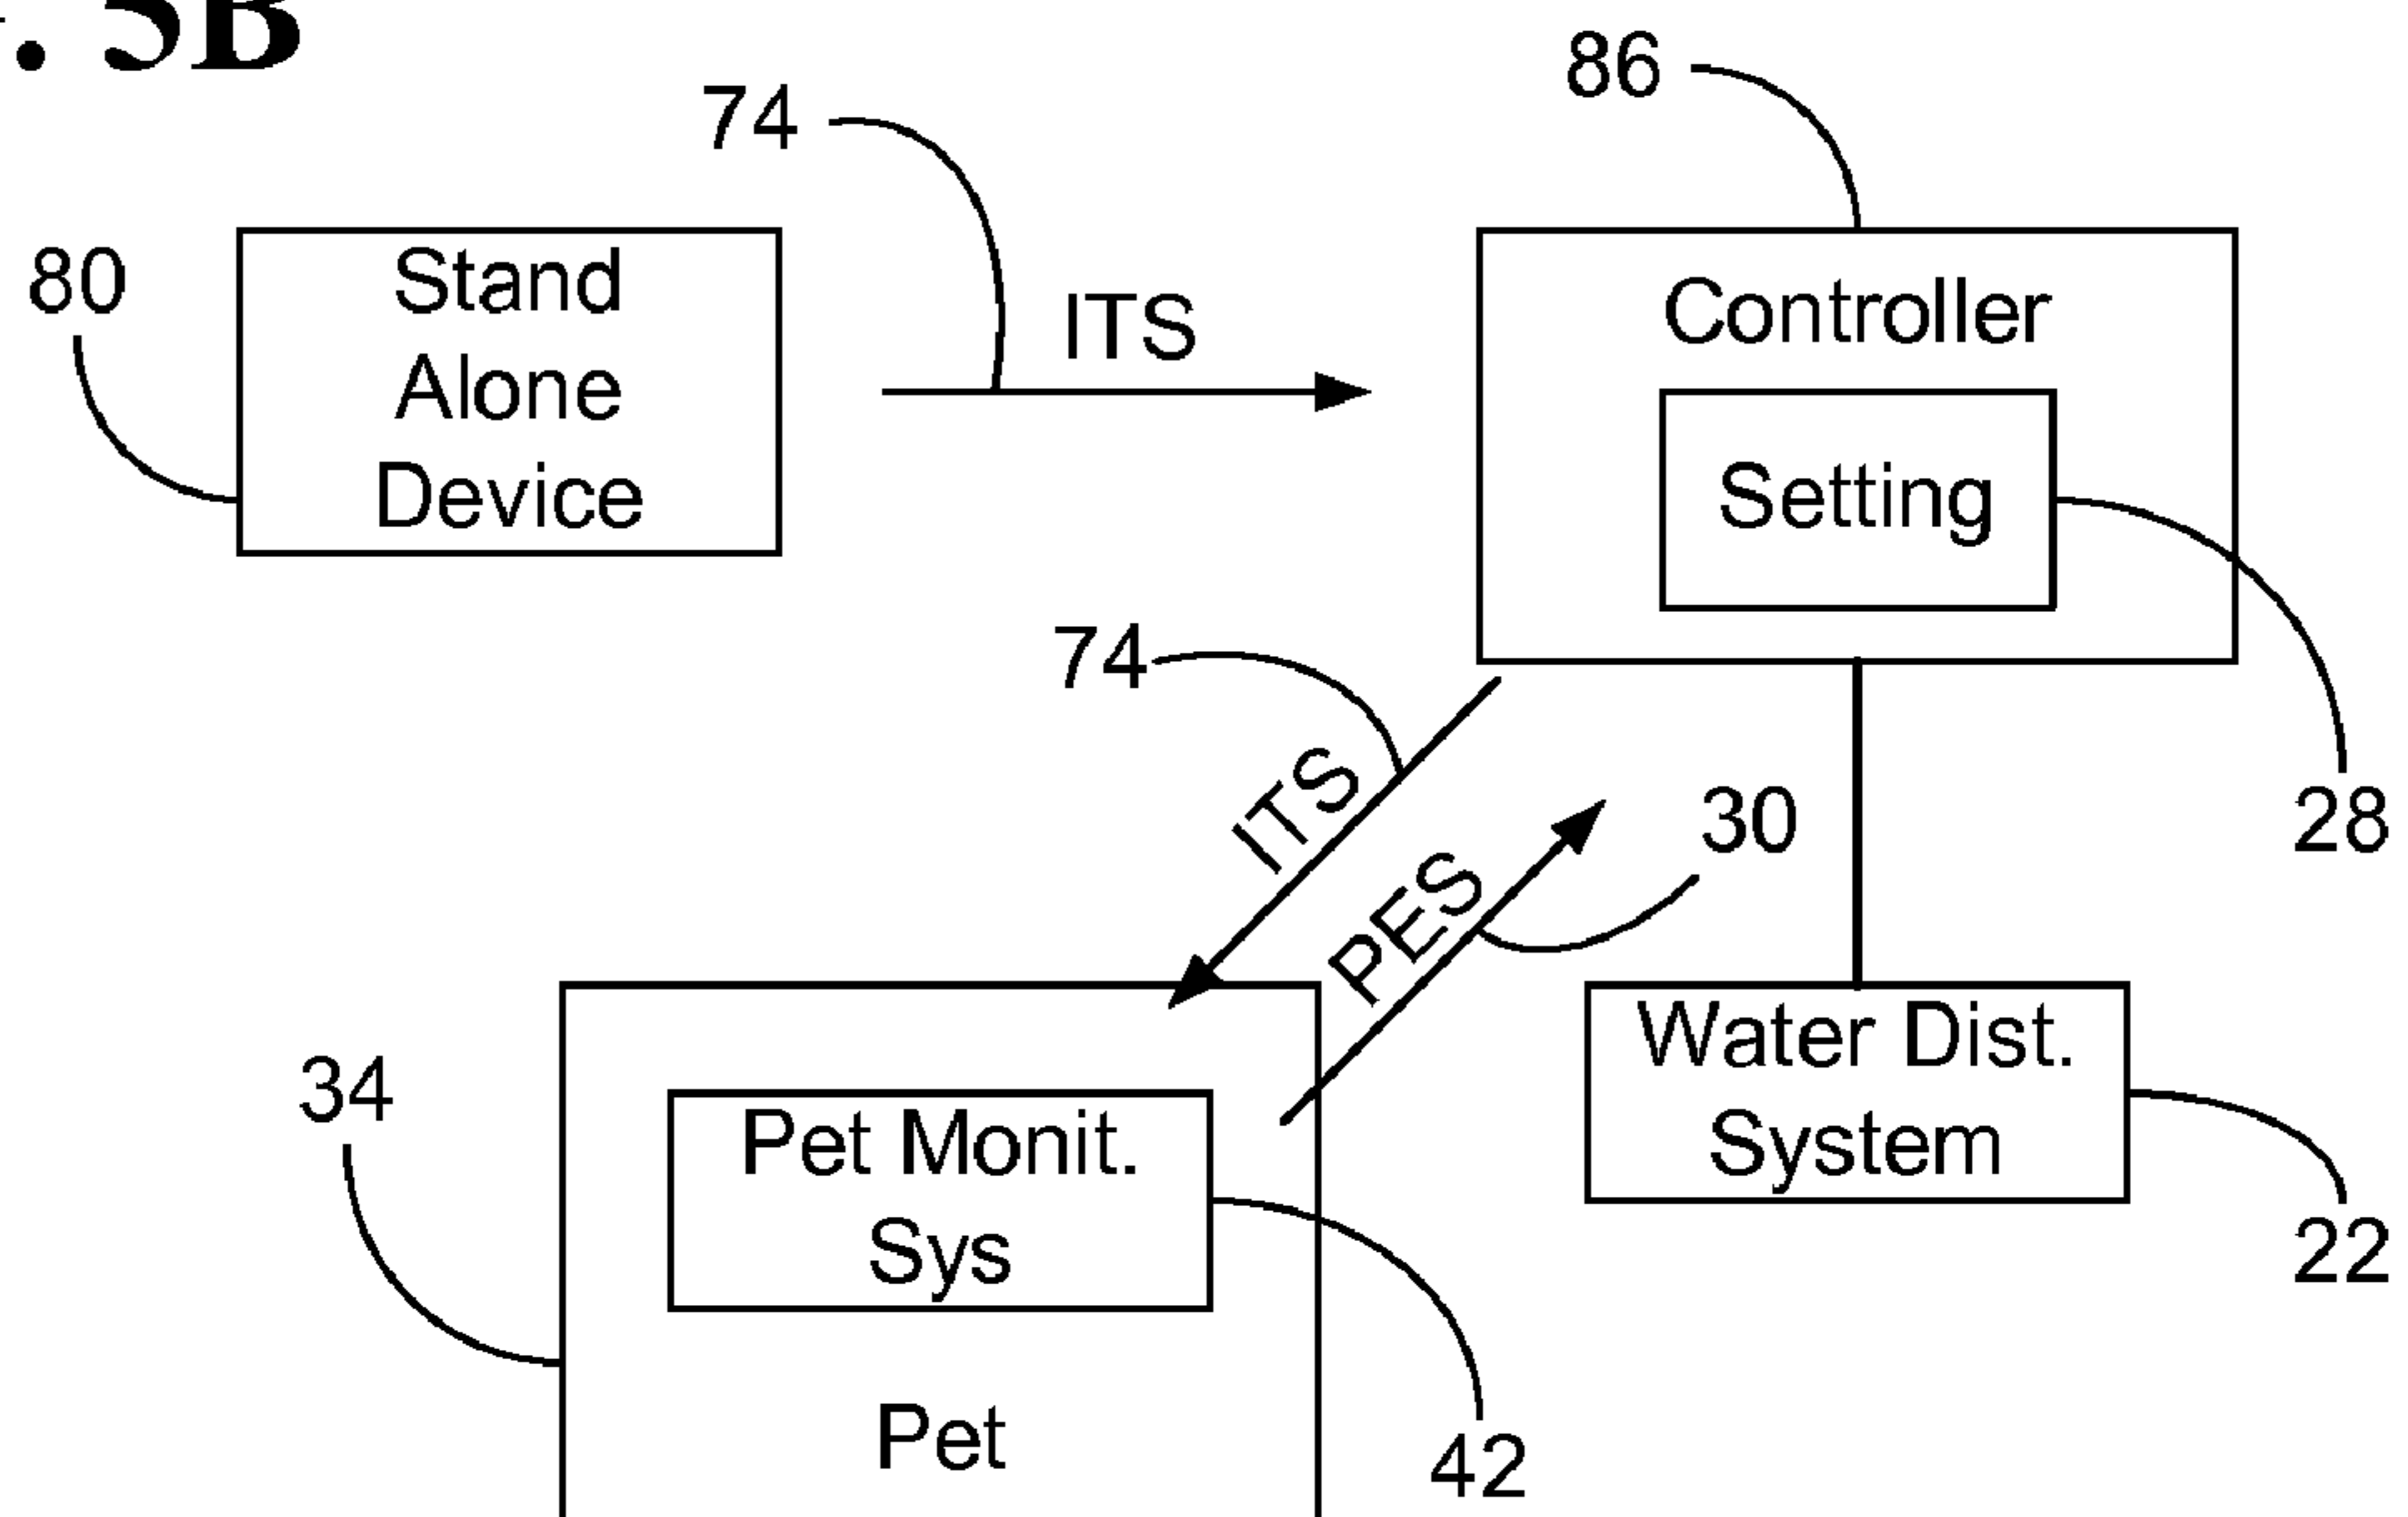 . 5B
86
74
80
Stand
Alone
Device
ITS
Controller
Setting
74
ITS
30
28
PES
34
Water Dist.
System
Pet Monit.
Sys
22
Pet
42